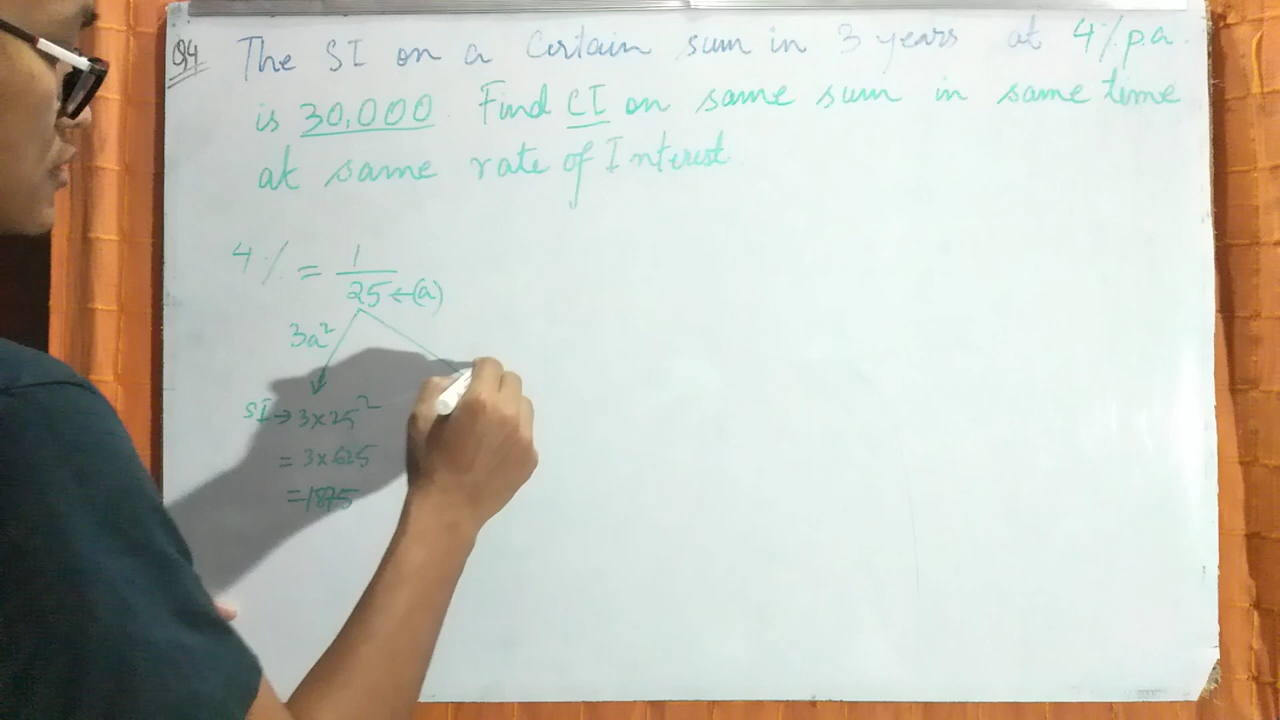 Q4 The SI on a Certain sum in 3 years at 4% p.a.
is 30,000. Find CI on same sum in same time
at same rate of Interest.
4% = 1/25 ← (a)
3a²
SI → 3×25²
= 3×625
= 1875